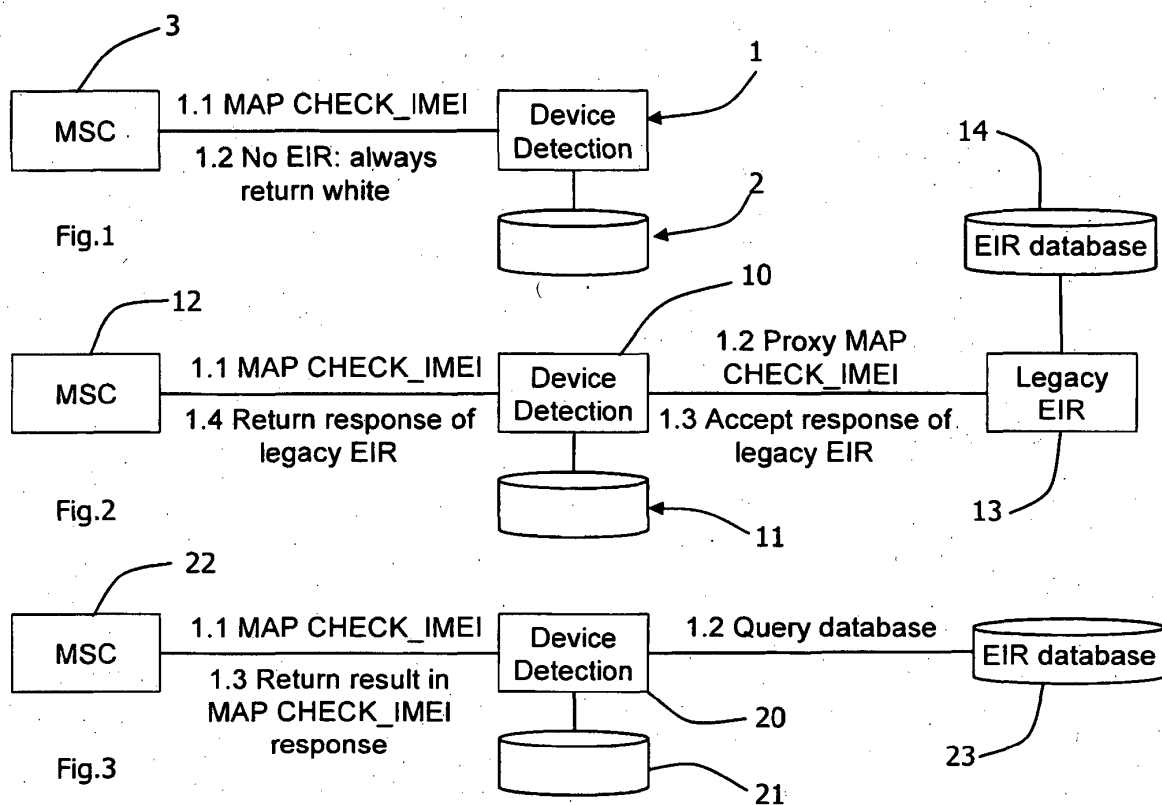 3
1
MSC
1.1 MAP CHECK_IMEI
1.2 No EIR: always
return white
Device
Detection
2
Fig.1
14
EIR database
12
10
MSC
1.1 MAP CHECK_IMEI
1.4 Return response of
legacy EIR
Device
Detection
1.2 Proxy MAP
CHECK_IMEI
1.3 Accept response of
legacy EIR
Legacy
EIR
13
11
Fig.2
22
MSC
1.1 MAP CHECK_IMEI
1.3 Return result in
MAP CHECK_IMEI
response
Device
Detection
1.2 Query database
EIR database
20
23
21
Fig.3